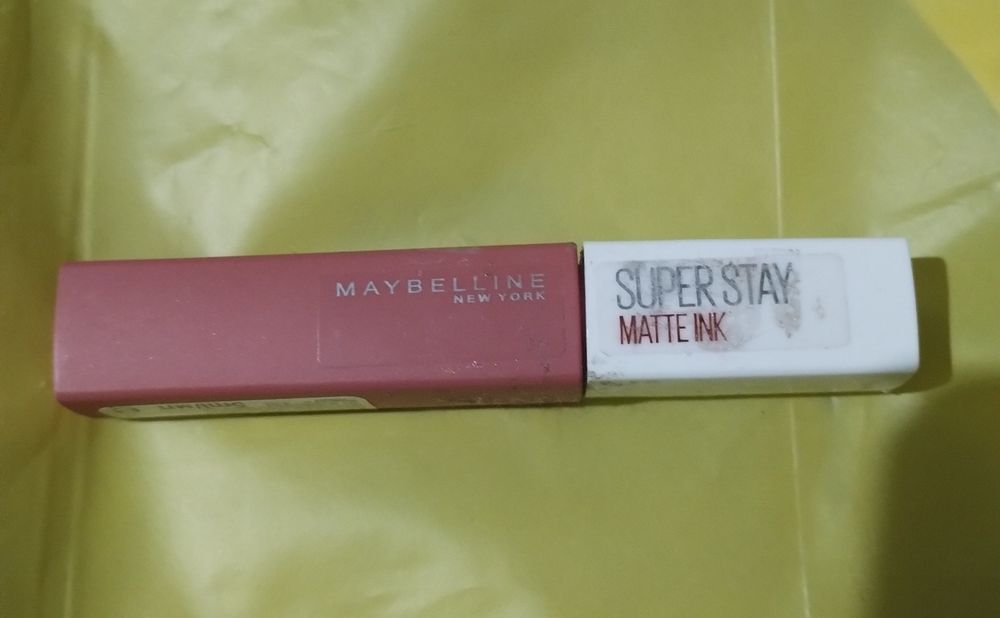 MAYBELLINE
NEW YORK
SUPER STAY
MATTE INK